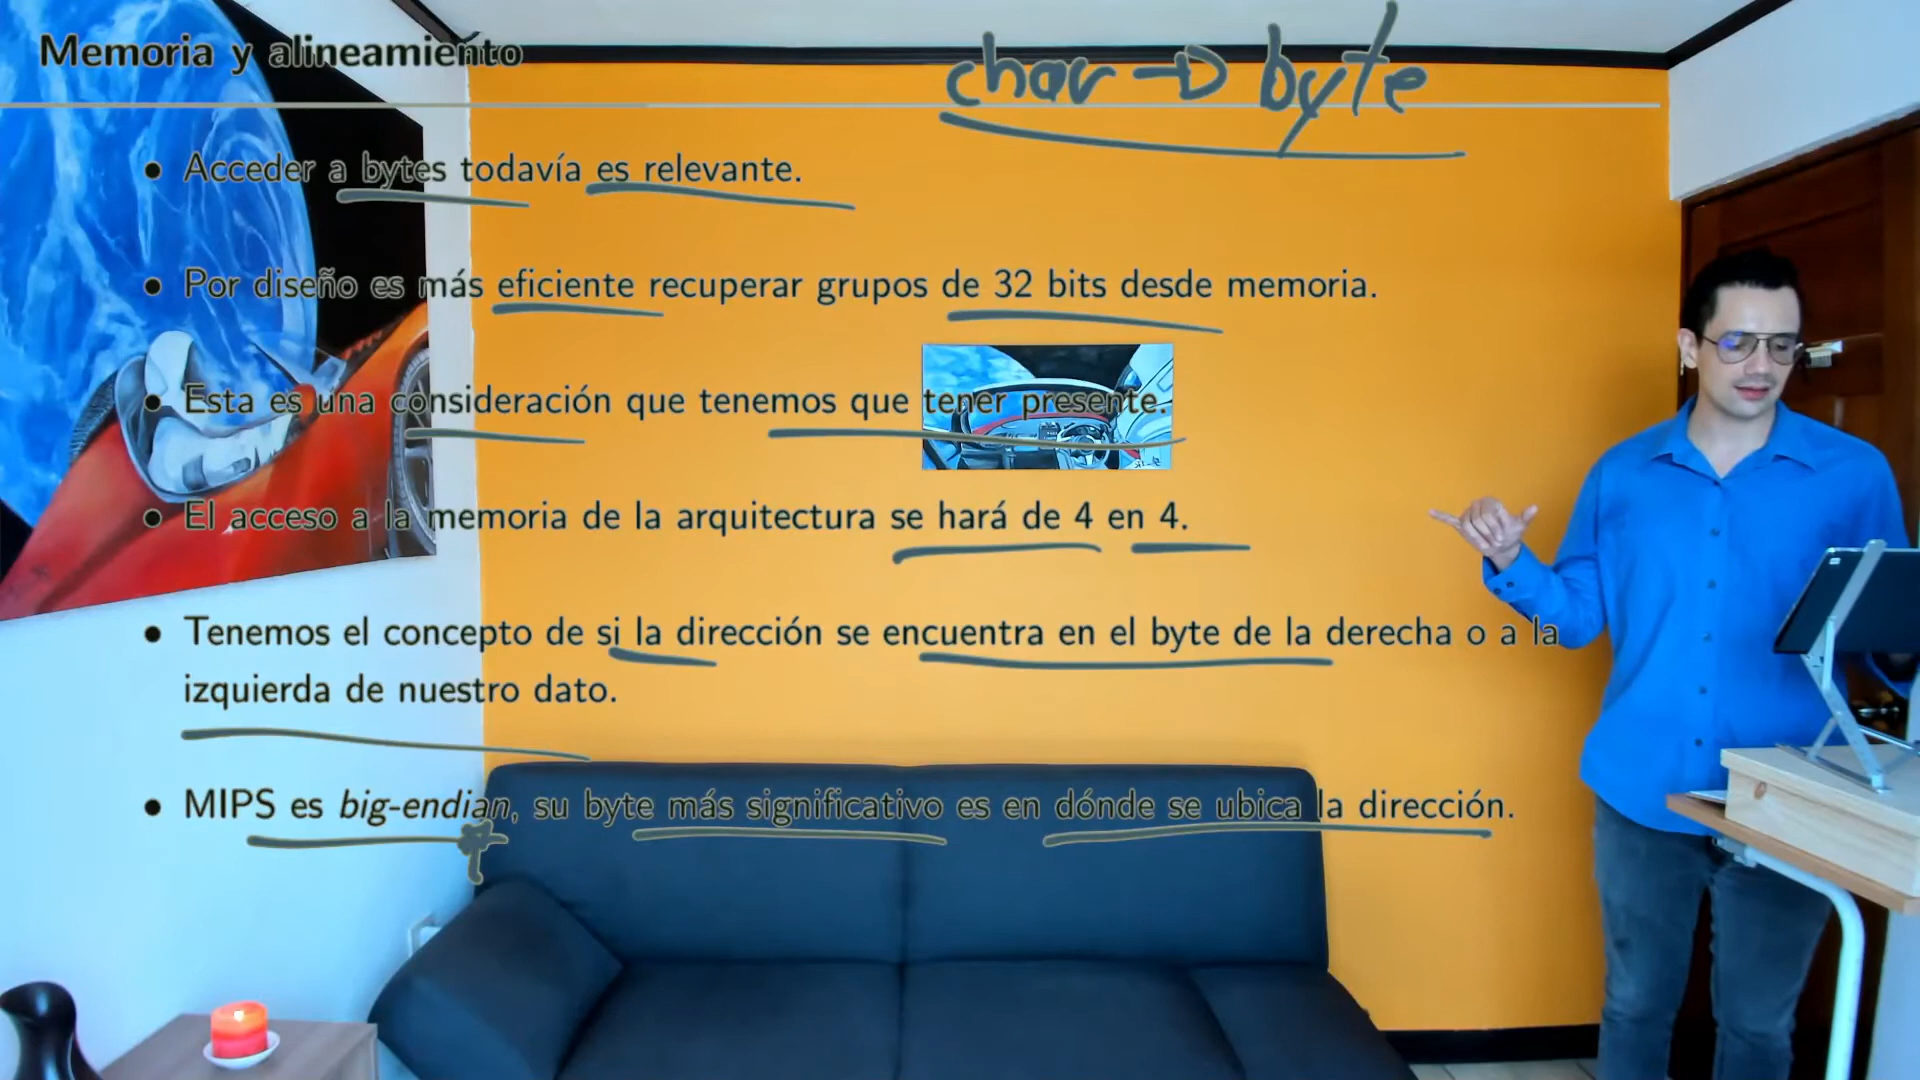 Memoria y alineamiento
char → byte
• Acceder a bytes todavía es relevante.
• Por diseño es más eficiente recuperar grupos de 32 bits desde memoria.
• Esta es una consideración que tenemos que tener presente.
• El acceso a la memoria de la arquitectura se hará de 4 en 4.
• Tenemos el concepto de si la dirección se encuentra en el byte de la derecha o a la
izquierda de nuestro dato.
• MIPS es big-endian, su byte más significativo es en dónde se ubica la dirección.